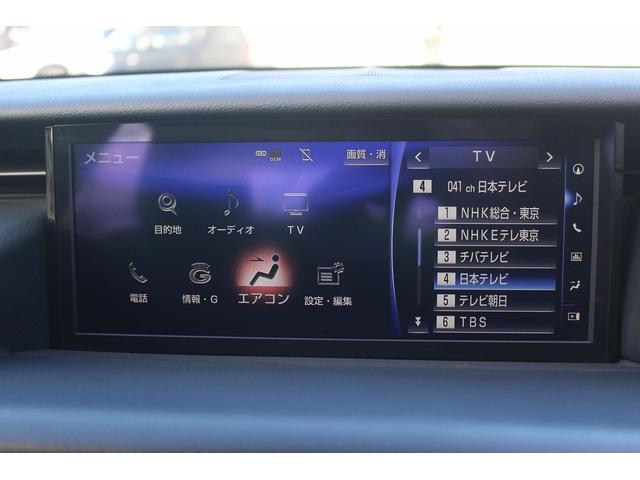 メニュー
DCM
画質・消
目的地
オーディオ
TV
電話
情報・G
エアコン
設定・編集
TV
4 041 ch 日本テレビ
1 NHK総合・東京
2 NHKEテレ東京
3 チバテレビ
4 日本テレビ
5 テレビ朝日
6 TBS